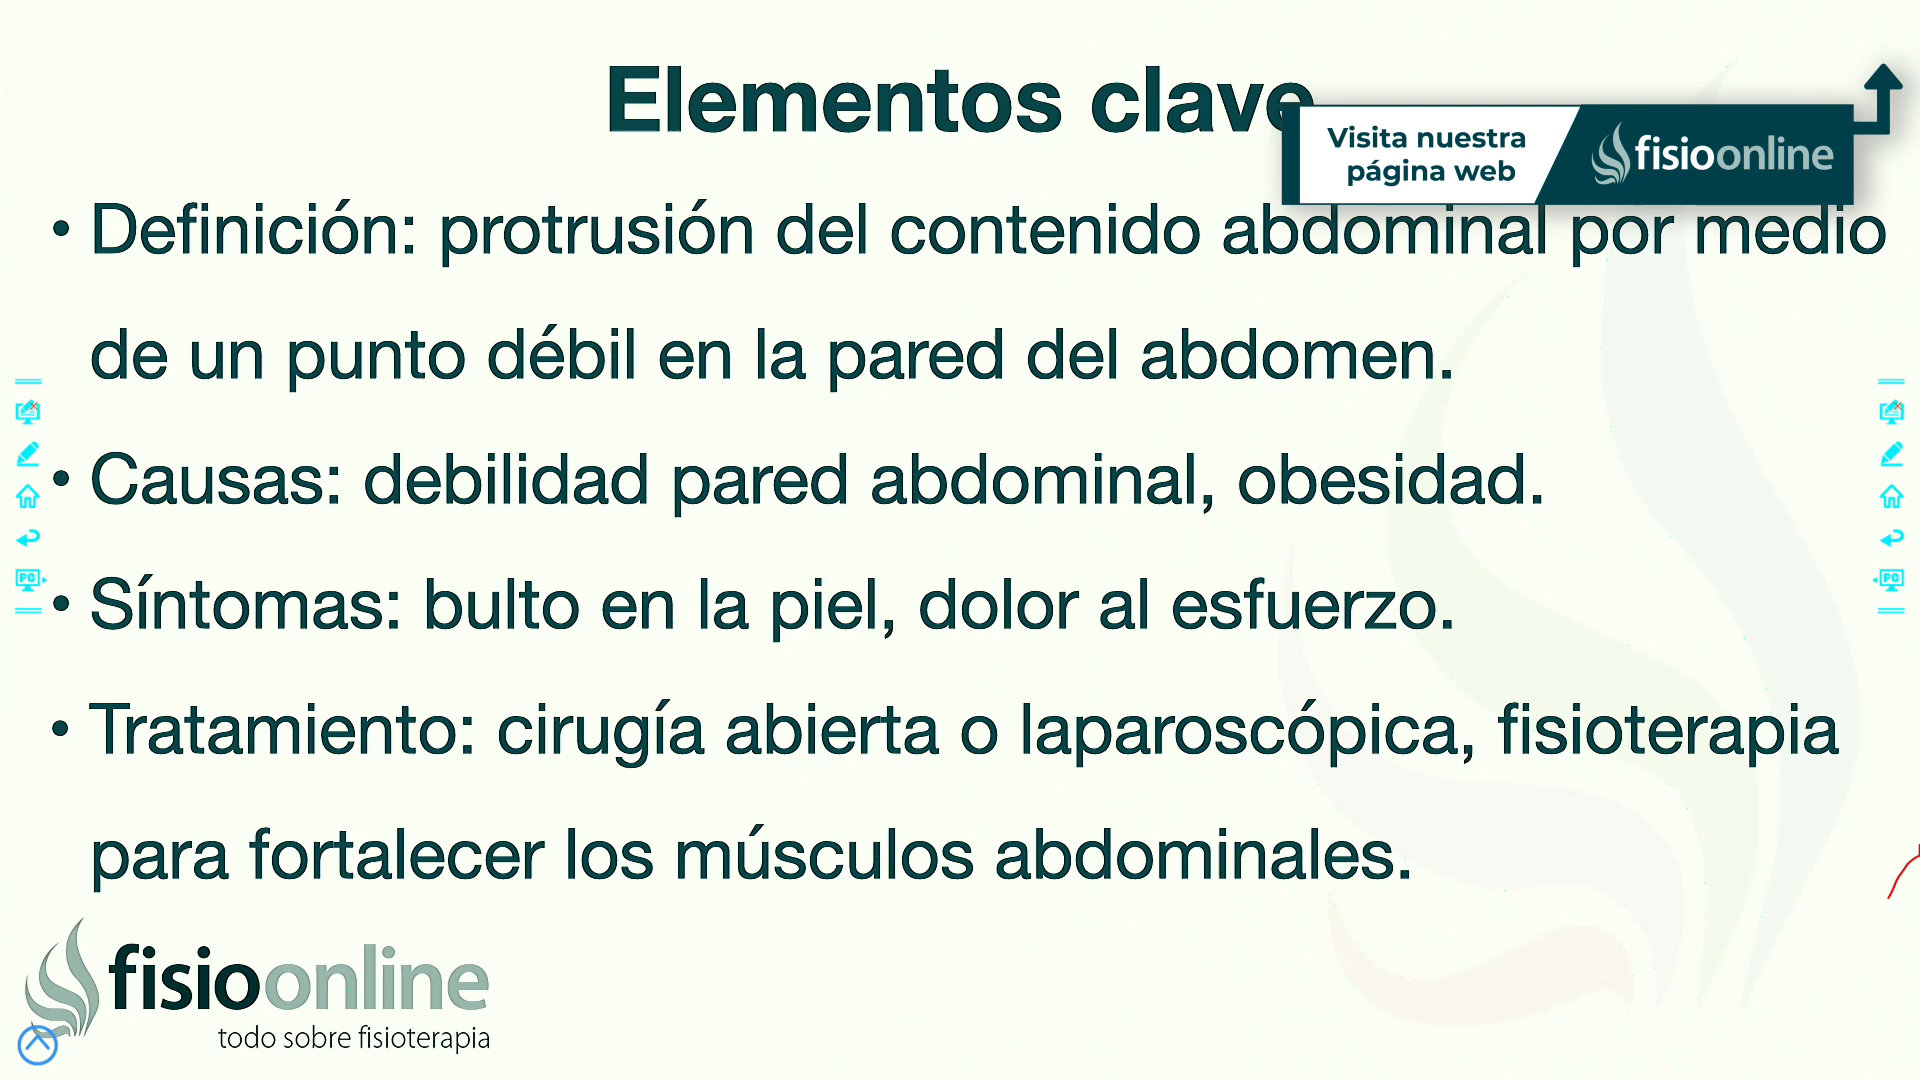 Elementos clave
Visita nuestra
página web
fisioonline
• Definición: protrusión del contenido abdominal por medio
de un punto débil en la pared del abdomen.
• Causas: debilidad pared abdominal, obesidad.
• Síntomas: bulto en la piel, dolor al esfuerzo.
• Tratamiento: cirugía abierta o laparoscópica, fisioterapia
para fortalecer los músculos abdominales.
PC
PC
fisioonline
todo sobre fisioterapia